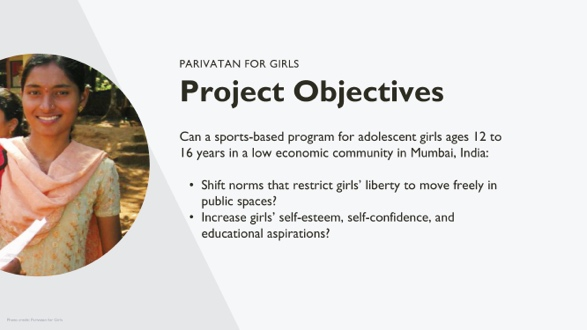 PARIVATAN FOR GIRLS
Project Objectives
Can a sports-based program for adolescent girls ages 12 to
16 years in a low economic community in Mumbai, India:
• Shift norms that restrict girls' liberty to move freely in
public spaces?
• Increase girls' self-esteem, self-confidence, and
educational aspirations?